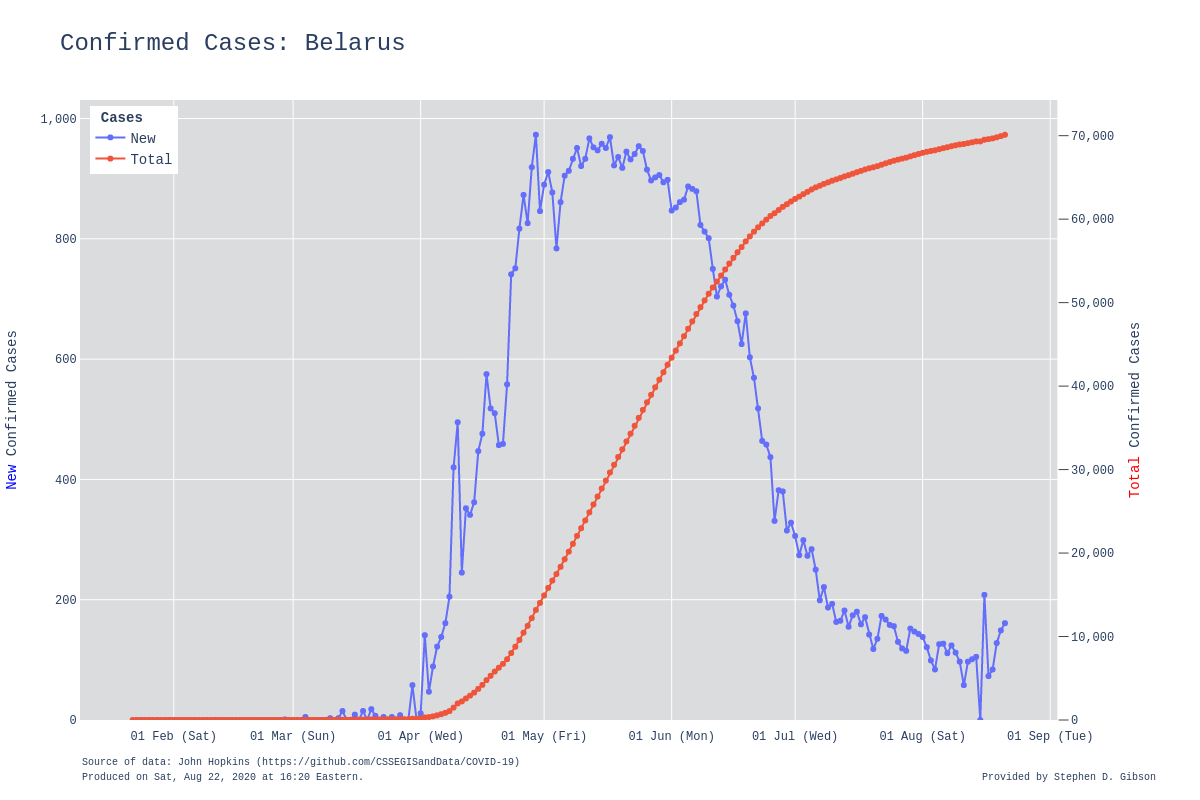 Confirmed Cases: Belarus
Cases
New
Total
1,000
800
600
400
200
0
New Confirmed Cases
70,000
60,000
50,000
40,000
30,000
20,000
10,000
0
Total Confirmed Cases
01 Feb (Sat) 01 Mar (Sun) 01 Apr (Wed) 01 May (Fri) 01 Jun (Mon) 01 Jul (Wed) 01 Aug (Sat) 01 Sep (Tue)
Source of data: John Hopkins (https://github.com/CSSEGISandData/COVID-19)
Produced on Sat, Aug 22, 2020 at 16:20 Eastern.
Provided by Stephen D. Gibson